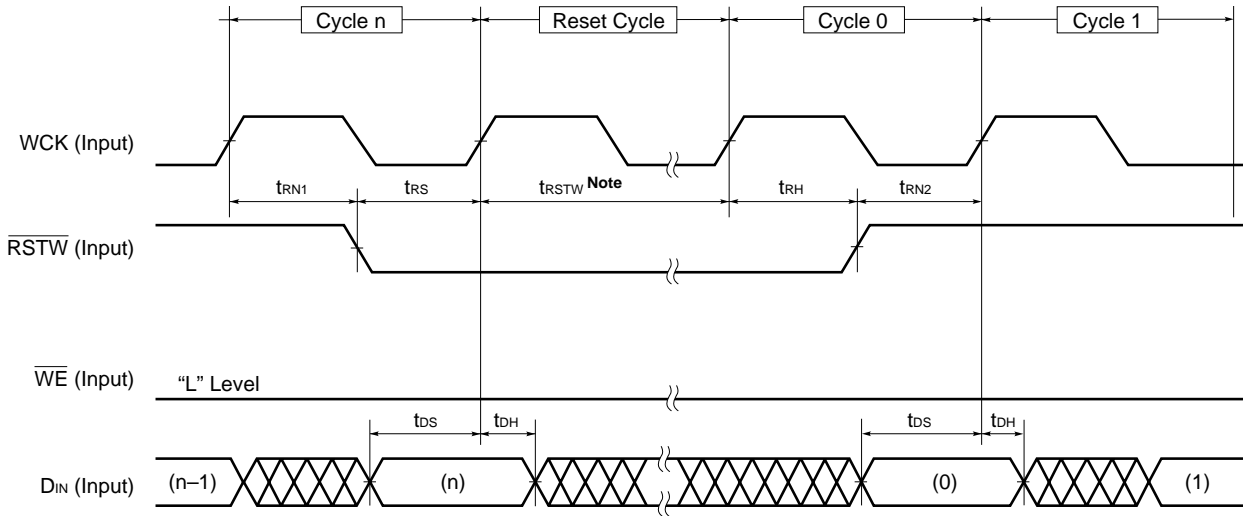 Cycle n Reset Cycle Cycle 0 Cycle 1
WCK (Input)
tRN1 tRS tRSTW Note tRH tRN2
RSTW (Input)
WE (Input) “L” Level
tDS tDH tDS tDH
DIN (Input) (n–1) (n) (0) (1)